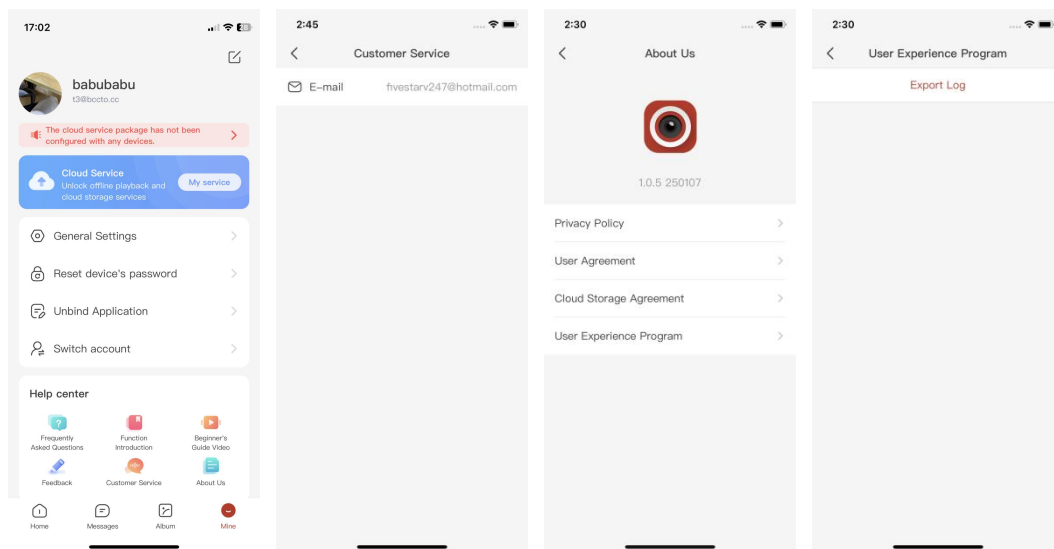 17:02
babubabu
t3@bccto.cc
The cloud service package has not been
configured with any devices.
Cloud Service
Unlock offline playback and
cloud storage services
My service
General Settings
Reset device's password
Unbind Application
Switch account
Help center
Frequently
Asked Questions
Function
Introduction
Beginner's
Guide Video
Feedback
Customer Service
About Us
Home
Messages
Album
Mine
2:45
Customer Service
E-mail
fivestarv247@hotmail.com
2:30
About Us
1.0.5 250107
Privacy Policy
User Agreement
Cloud Storage Agreement
User Experience Program
2:30
User Experience Program
Export Log